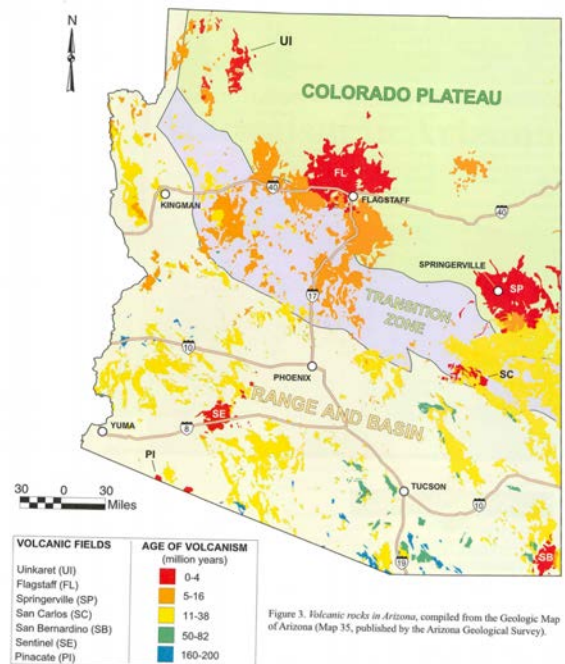 N
UI
COLORADO PLATEAU
FL
40
FLAGSTAFF
KINGMAN
40
SPRINGERVILLE
SP
17
TRANSITION
ZONE
10
SC
PHOENIX
RANGE AND BASIN
SE
YUMA
8
PI
TUCSON
10
30 0 30
Miles
19
SB
VOLCANIC FIELDS
Uinkaret (UI)
Flagstaff (FL)
Springerville (SP)
San Carlos (SC)
San Bernardino (SB)
Sentinel (SE)
Pinacate (PI)
AGE OF VOLCANISM
(million years)
0-4
5-16
11-38
50-82
160-200
Figure 3. Volcanic rocks in Arizona, compiled from the Geologic Map
of Arizona (Map 35, published by the Arizona Geological Survey).